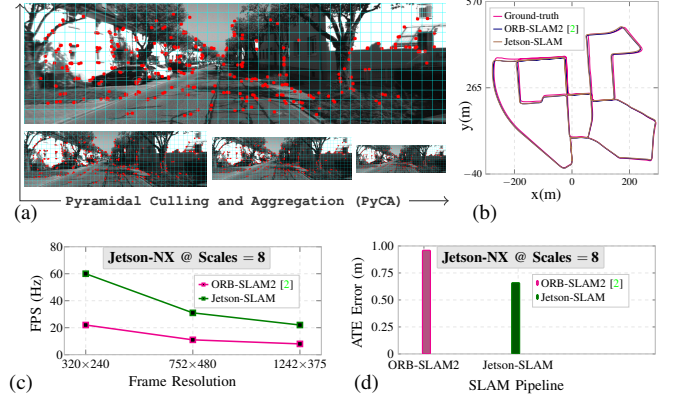 Pyramidal Culling and Aggregation (PyCA)
(a)
570
265
-40
y(m)
Ground-truth
ORB-SLAM2 [2]
Jetson-SLAM
−200
0
200
x(m)
(b)
Jetson-NX @ Scales = 8
ORB-SLAM2 [2]
Jetson-SLAM
80
60
40
20
0
FPS (Hz)
320×240
752×480
1242×375
Frame Resolution
(c)
Jetson-NX @ Scales = 8
ORB-SLAM2 [2]
Jetson-SLAM
1.00
0.75
0.50
0.25
0
ATE Error (m)
ORB-SLAM2
Jetson-SLAM
SLAM Pipeline
(d)